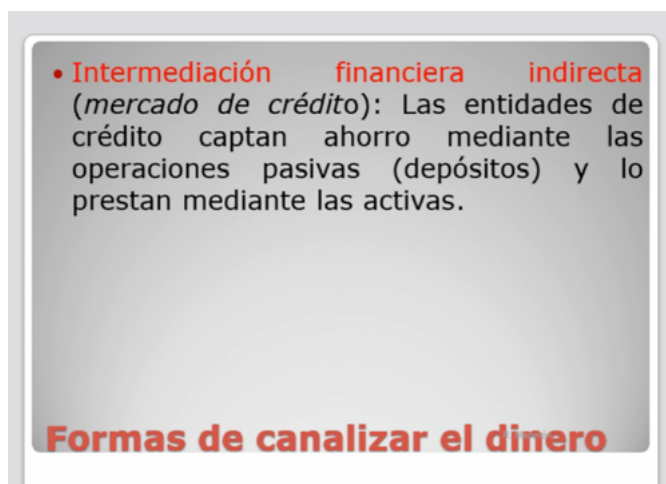 • Intermediación financiera indirecta
(mercado de crédito): Las entidades de
crédito captan ahorro mediante las
operaciones pasivas (depósitos) y lo
prestan mediante las activas.
Formas de canalizar el dinero